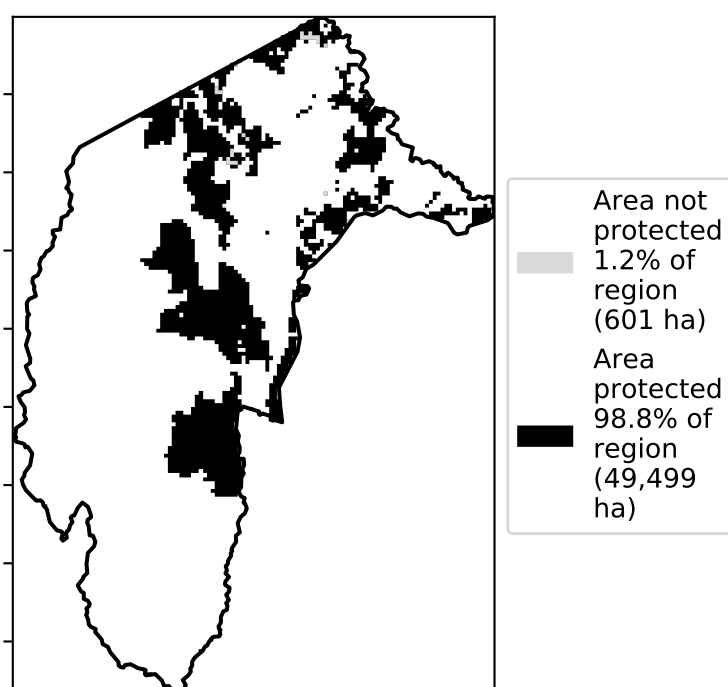 Area not
protected
1.2% of
region
(601 ha)
Area
protected
98.8% of
region
(49,499
ha)